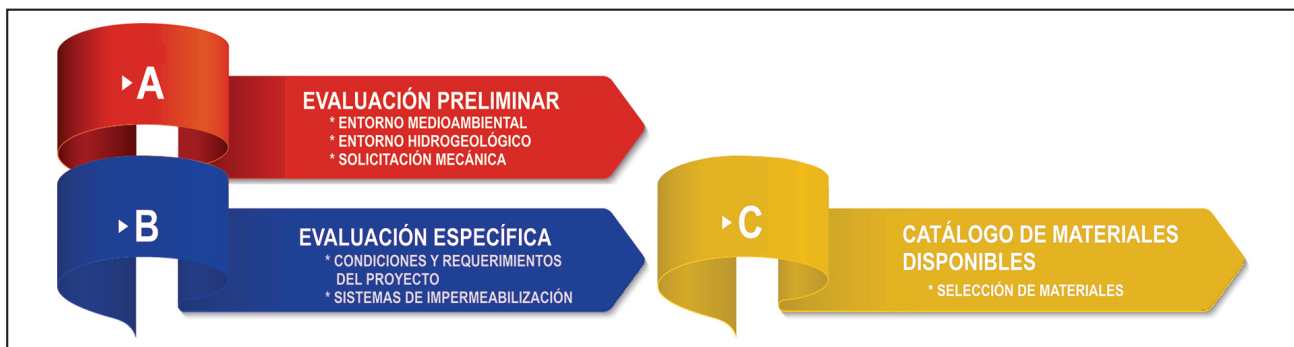 A
EVALUACIÓN PRELIMINAR
* ENTORNO MEDIOAMBIENTAL
* ENTORNO HIDROGEOLÓGICO
* SOLICITACIÓN MECÁNICA
B
EVALUACIÓN ESPECÍFICA
* CONDICIONES Y REQUERIMIENTOS
DEL PROYECTO
* SISTEMAS DE IMPERMEABILIZACIÓN
C
CATÁLOGO DE MATERIALES
DISPONIBLES
* SELECCIÓN DE MATERIALES